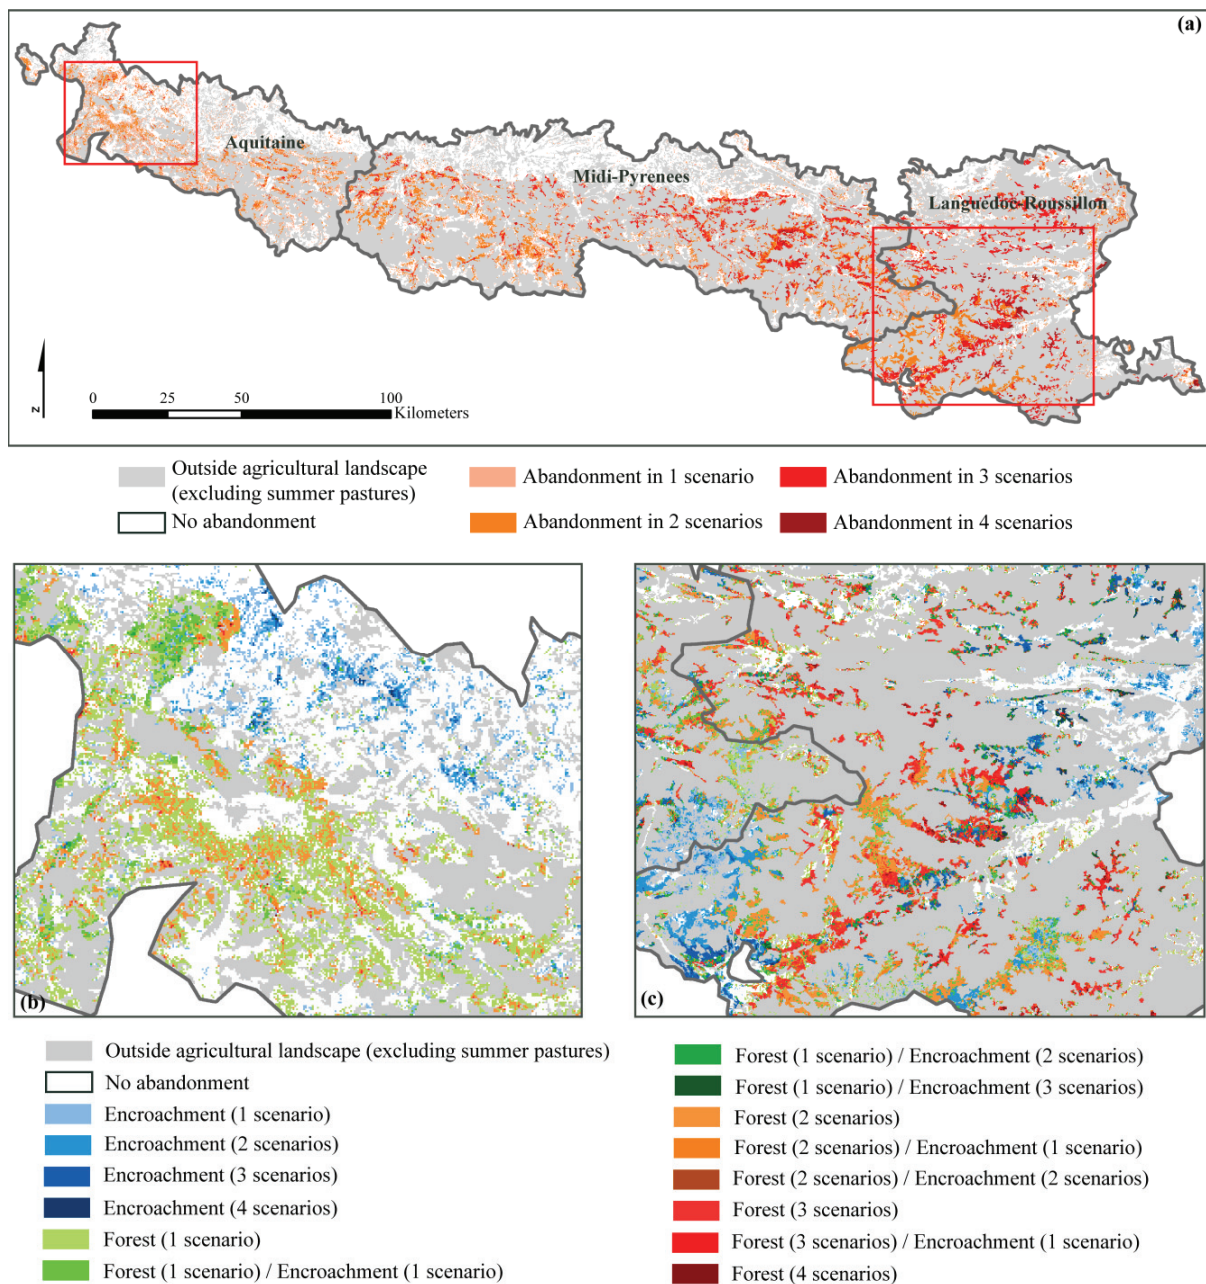 (a)
Aquitaine
Midi-Pyrenees
Languedoc-Roussillon
N
0 25 50 100
Kilometers
Outside agricultural landscape
(excluding summer pastures)
No abandonment
Abandonment in 1 scenario
Abandonment in 2 scenarios
Abandonment in 3 scenarios
Abandonment in 4 scenarios
(b)
(c)
Outside agricultural landscape (excluding summer pastures)
No abandonment
Encroachment (1 scenario)
Encroachment (2 scenarios)
Encroachment (3 scenarios)
Encroachment (4 scenarios)
Forest (1 scenario)
Forest (1 scenario) / Encroachment (1 scenario)
Forest (1 scenario) / Encroachment (2 scenarios)
Forest (1 scenario) / Encroachment (3 scenarios)
Forest (2 scenarios)
Forest (2 scenarios) / Encroachment (1 scenario)
Forest (2 scenarios) / Encroachment (2 scenarios)
Forest (3 scenarios)
Forest (3 scenarios) / Encroachment (1 scenario)
Forest (4 scenarios)